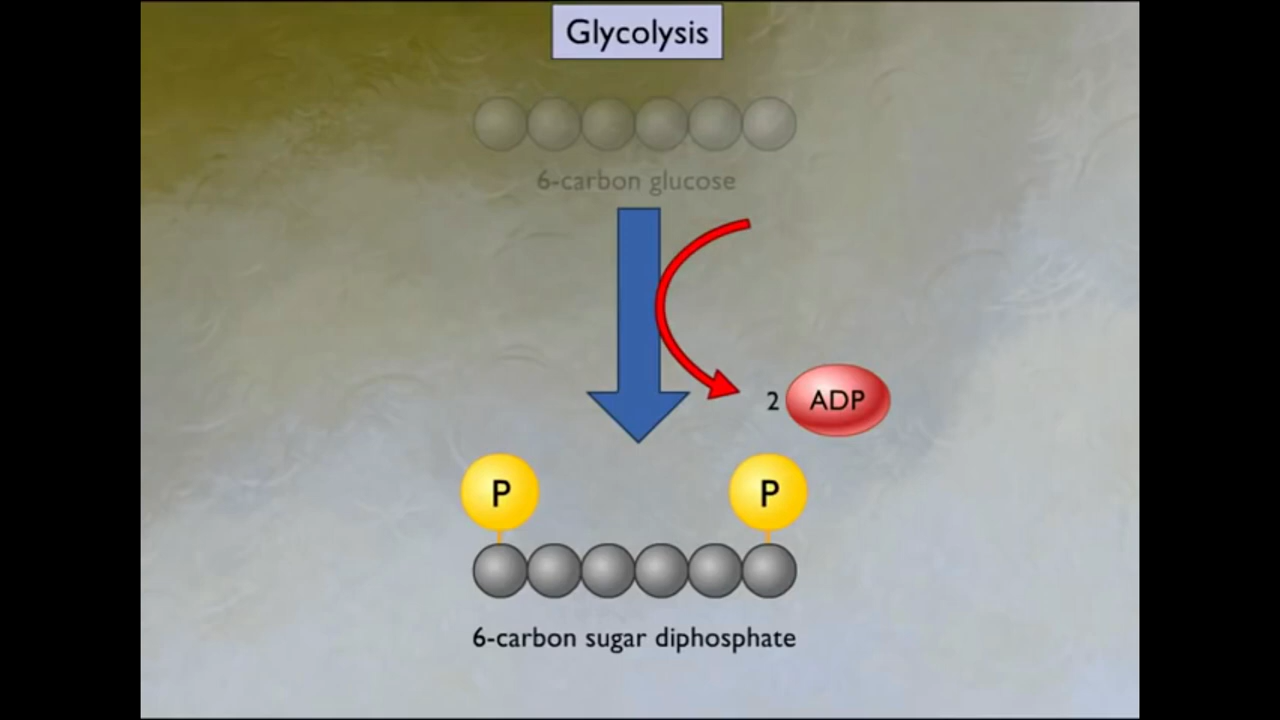 Glycolysis
6-carbon glucose
2 ADP
P P
6-carbon sugar diphosphate